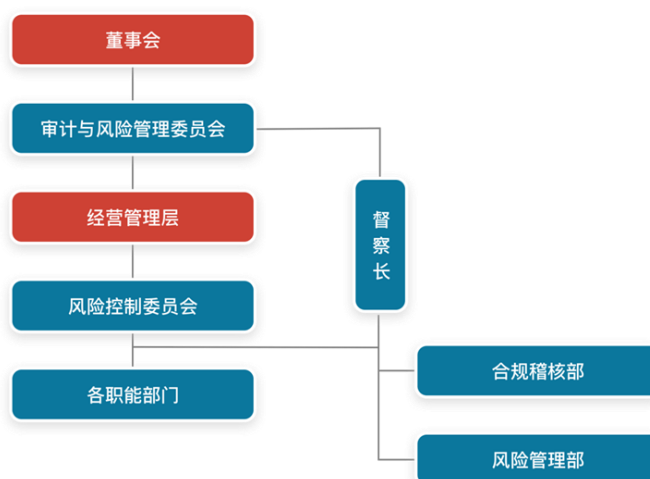 董事会
审计与风险管理委员会
经营管理层
督察长
风险控制委员会
合规稽核部
各职能部门
风险管理部